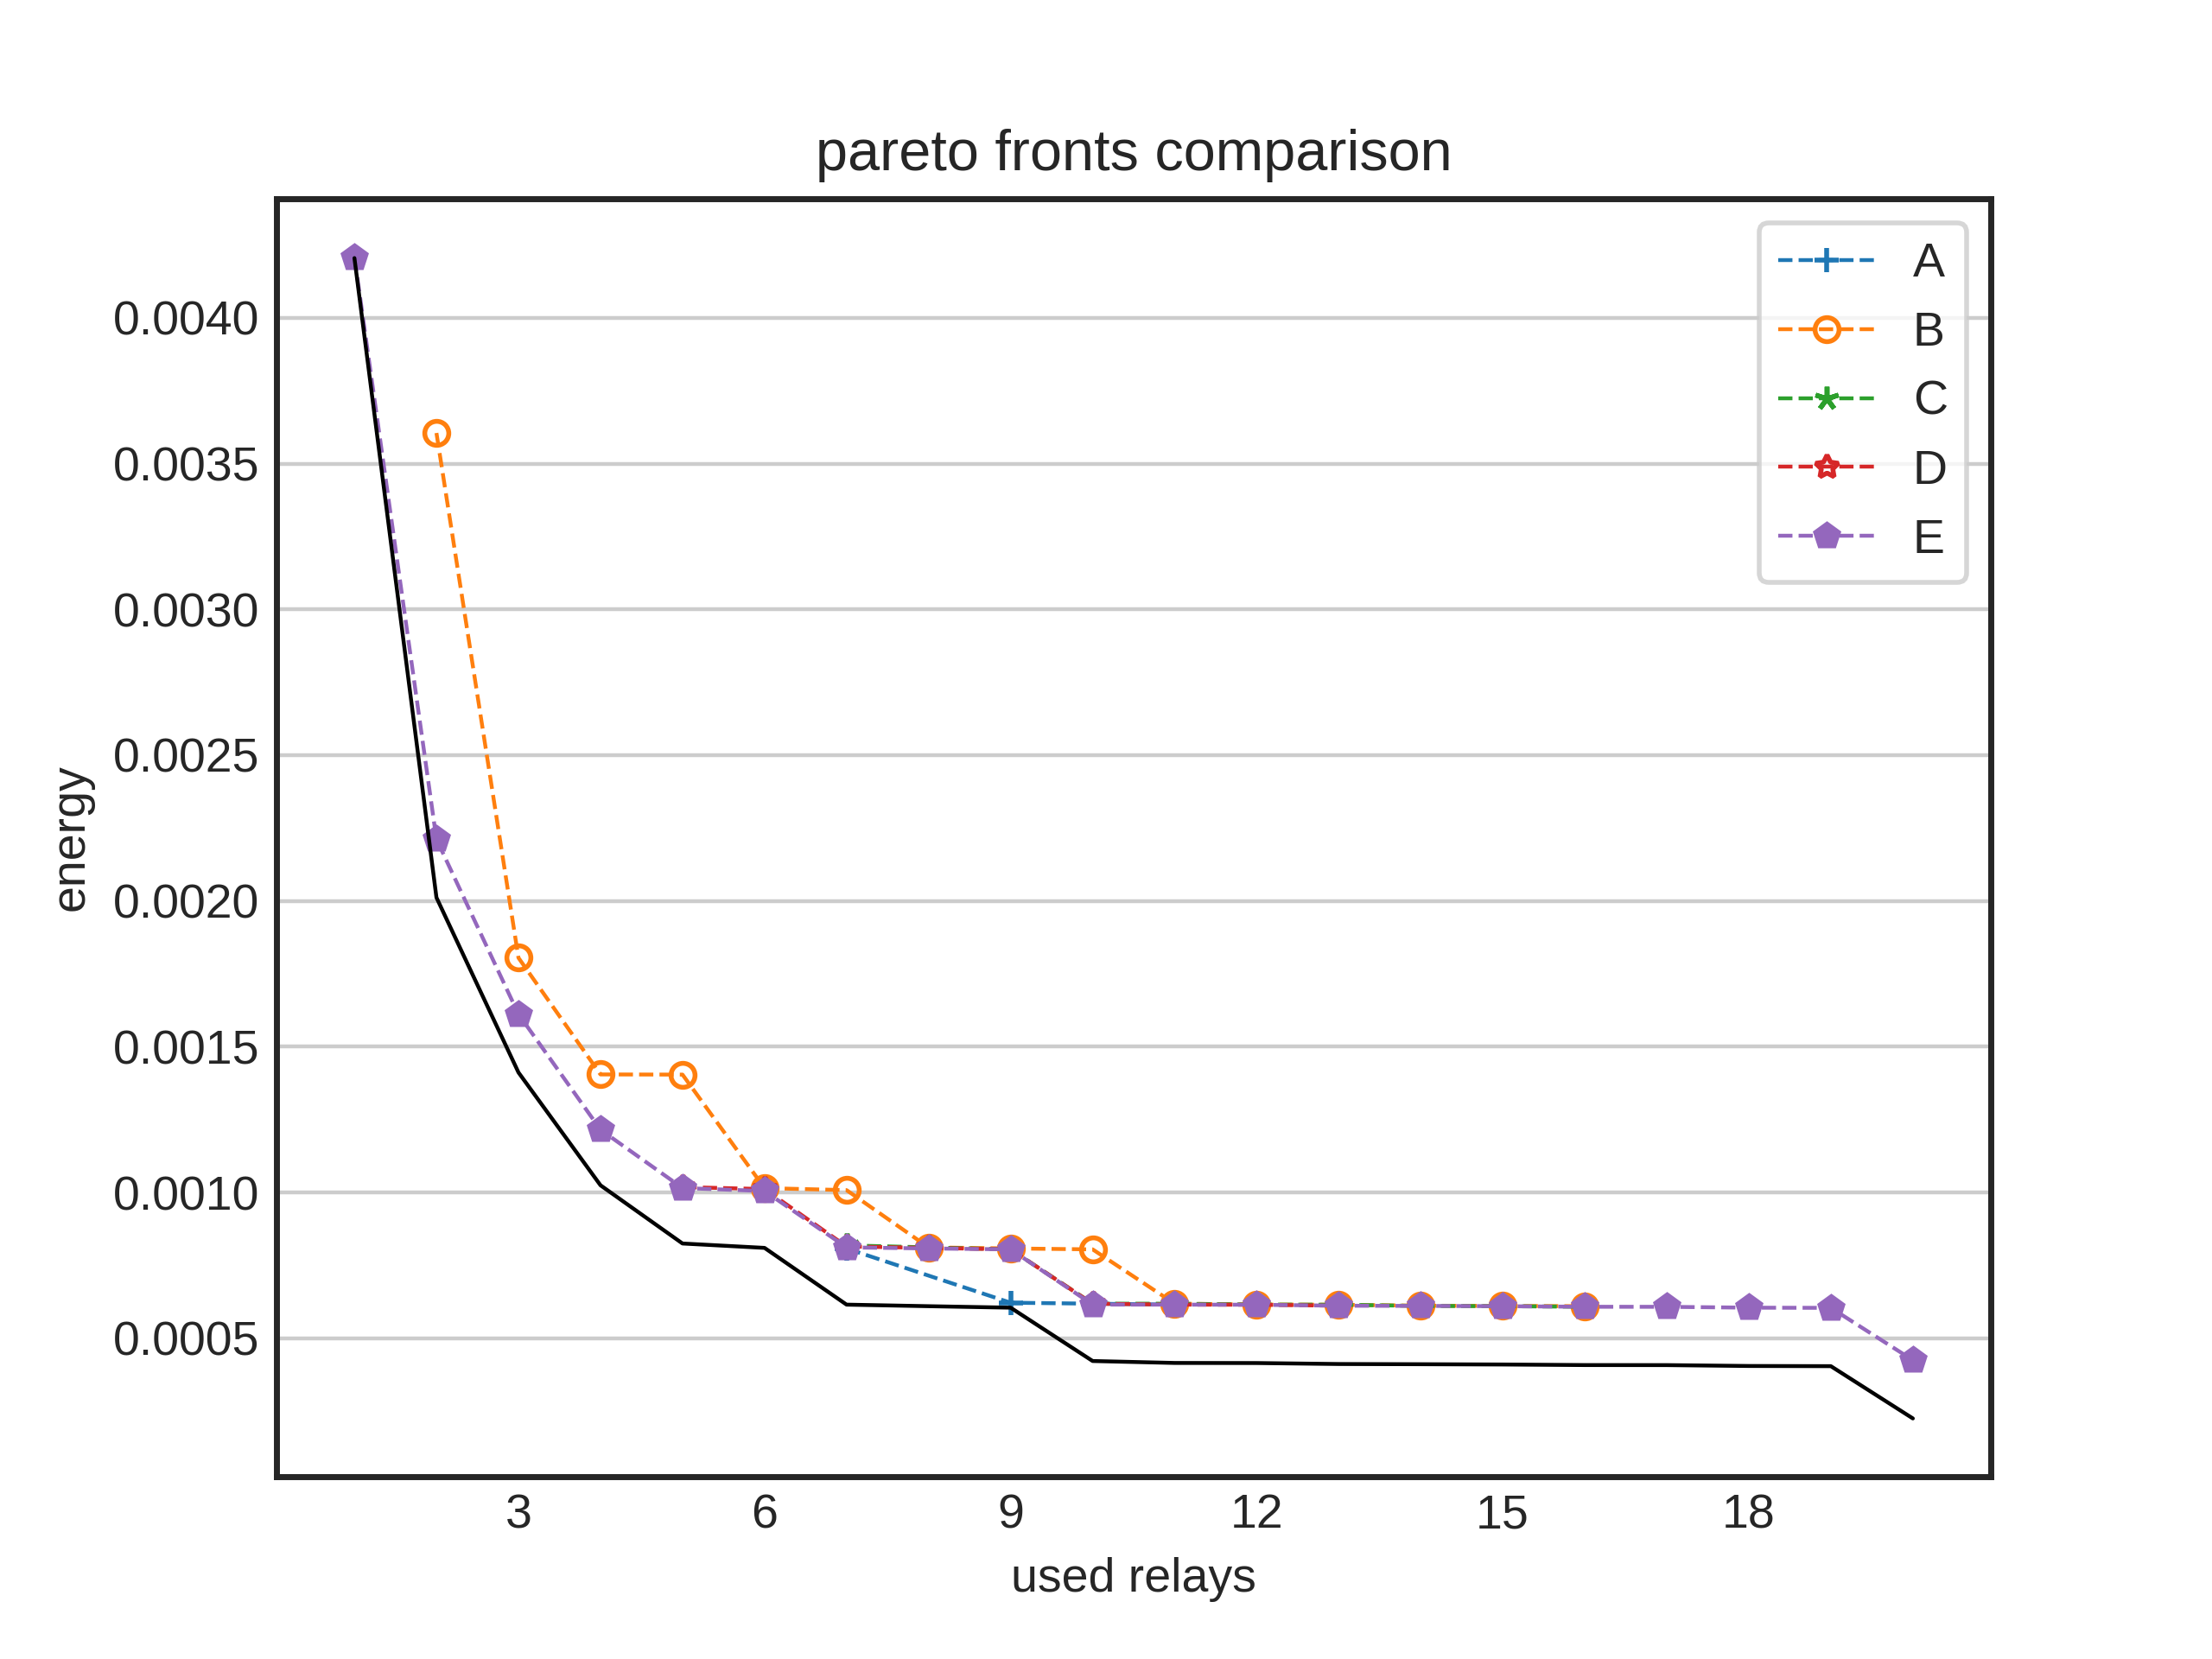 pareto fronts comparison
A
B
C
D
E
0.0040
0.0035
0.0030
0.0025
0.0020
0.0015
0.0010
0.0005
energy
3 6 9 12 15 18
used relays